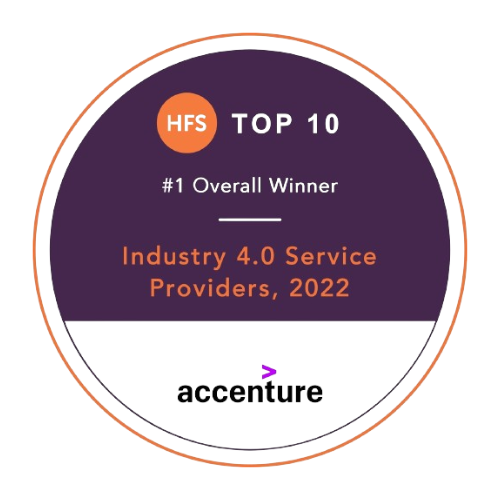 HFS TOP 10
#1 Overall Winner
Industry 4.0 Service
Providers, 2022
accenture